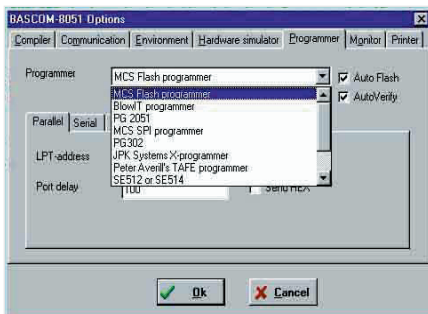 BASCOM-8051 Options
Compiler Communication Environment Hardware simulator Programmer Monitor Printer
Programmer MCS Flash programmer Auto Flash
MCS Flash programmer AutoVerify
BlowIT programmer
PG 2051
Parallel Serial MCS SPI programmer
PG302
LPT-address JPK Systems X-programmer
Peter Averill's TAFE programmer
SE512 or SE514
Port delay 100 Send HEX
Ok Cancel